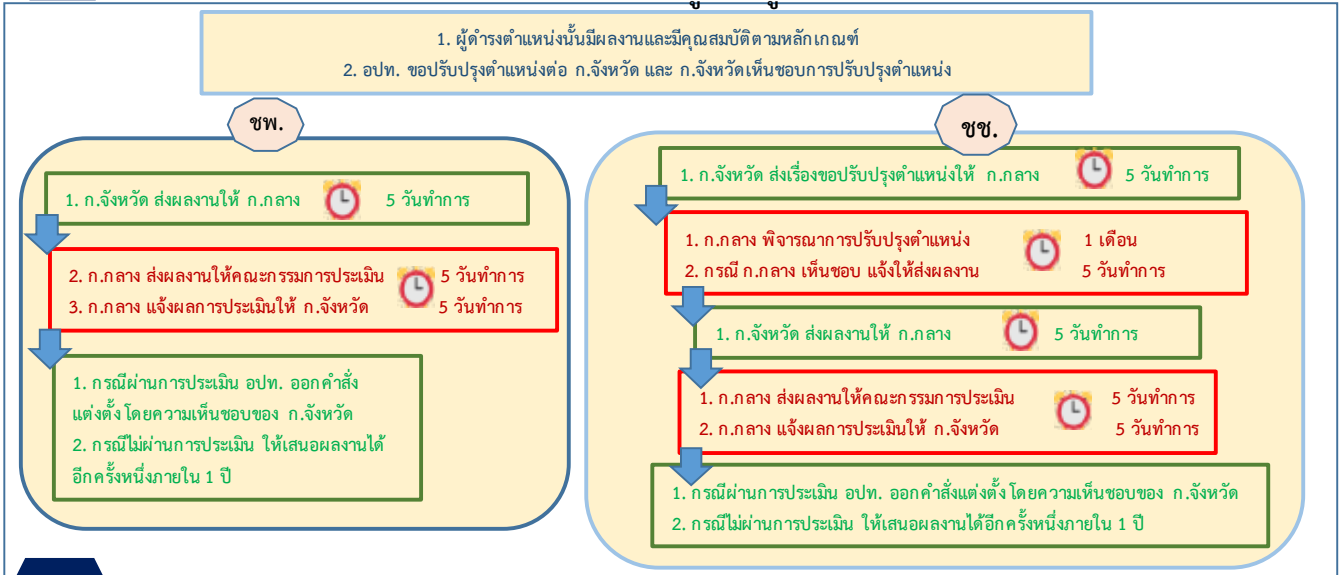 1. ผู้ดำรงตำแหน่งนั้นมีผลงานและมีคุณสมบัติตามหลักเกณฑ์
2. อปท. ขอปรับปรุงตำแหน่งต่อ ก.จังหวัด และ ก.จังหวัดเห็นชอบการปรับปรุงตำแหน่ง
ชพ.
1. ก.จังหวัด ส่งผลงานให้ ก.กลาง 5 วันทำการ
2. ก.กลาง ส่งผลงานให้คณะกรรมการประเมิน 5 วันทำการ
3. ก.กลาง แจ้งผลการประเมินให้ ก.จังหวัด 5 วันทำการ
1. กรณีผ่านการประเมิน อปท. ออกคำสั่ง
แต่งตั้ง โดยความเห็นชอบของ ก.จังหวัด
2. กรณีไม่ผ่านการประเมิน ให้เสนอผลงานได้
อีกครั้งหนึ่งภายใน 1 ปี
ชช.
1. ก.จังหวัด ส่งเรื่องขอปรับปรุงตำแหน่งให้ ก.กลาง 5 วันทำการ
1. ก.กลาง พิจารณาการปรับปรุงตำแหน่ง 1 เดือน
2. กรณี ก.กลาง เห็นชอบ แจ้งให้ส่งผลงาน 5 วันทำการ
1. ก.จังหวัด ส่งผลงานให้ ก.กลาง 5 วันทำการ
1. ก.กลาง ส่งผลงานให้คณะกรรมการประเมิน 5 วันทำการ
2. ก.กลาง แจ้งผลการประเมินให้ ก.จังหวัด 5 วันทำการ
1. กรณีผ่านการประเมิน อปท. ออกคำสั่งแต่งตั้ง โดยความเห็นชอบของ ก.จังหวัด
2. กรณีไม่ผ่านการประเมิน ให้เสนอผลงานได้อีกครั้งหนึ่งภายใน 1 ปี